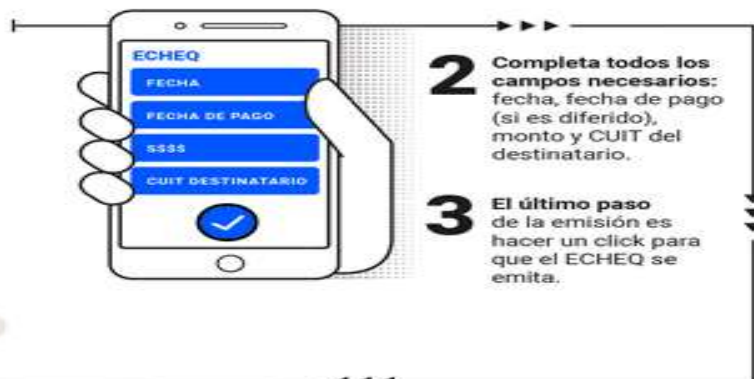 ECHEQ
FECHA
FECHA DE PAGO
$$$$
CUIT DESTINATARIO
2
Completa todos los
campos necesarios:
fecha, fecha de pago
(si es diferido),
monto y CUIT del
destinatario.
3
El último paso
de la emisión es
hacer un click para
que el ECHEQ se
emita.